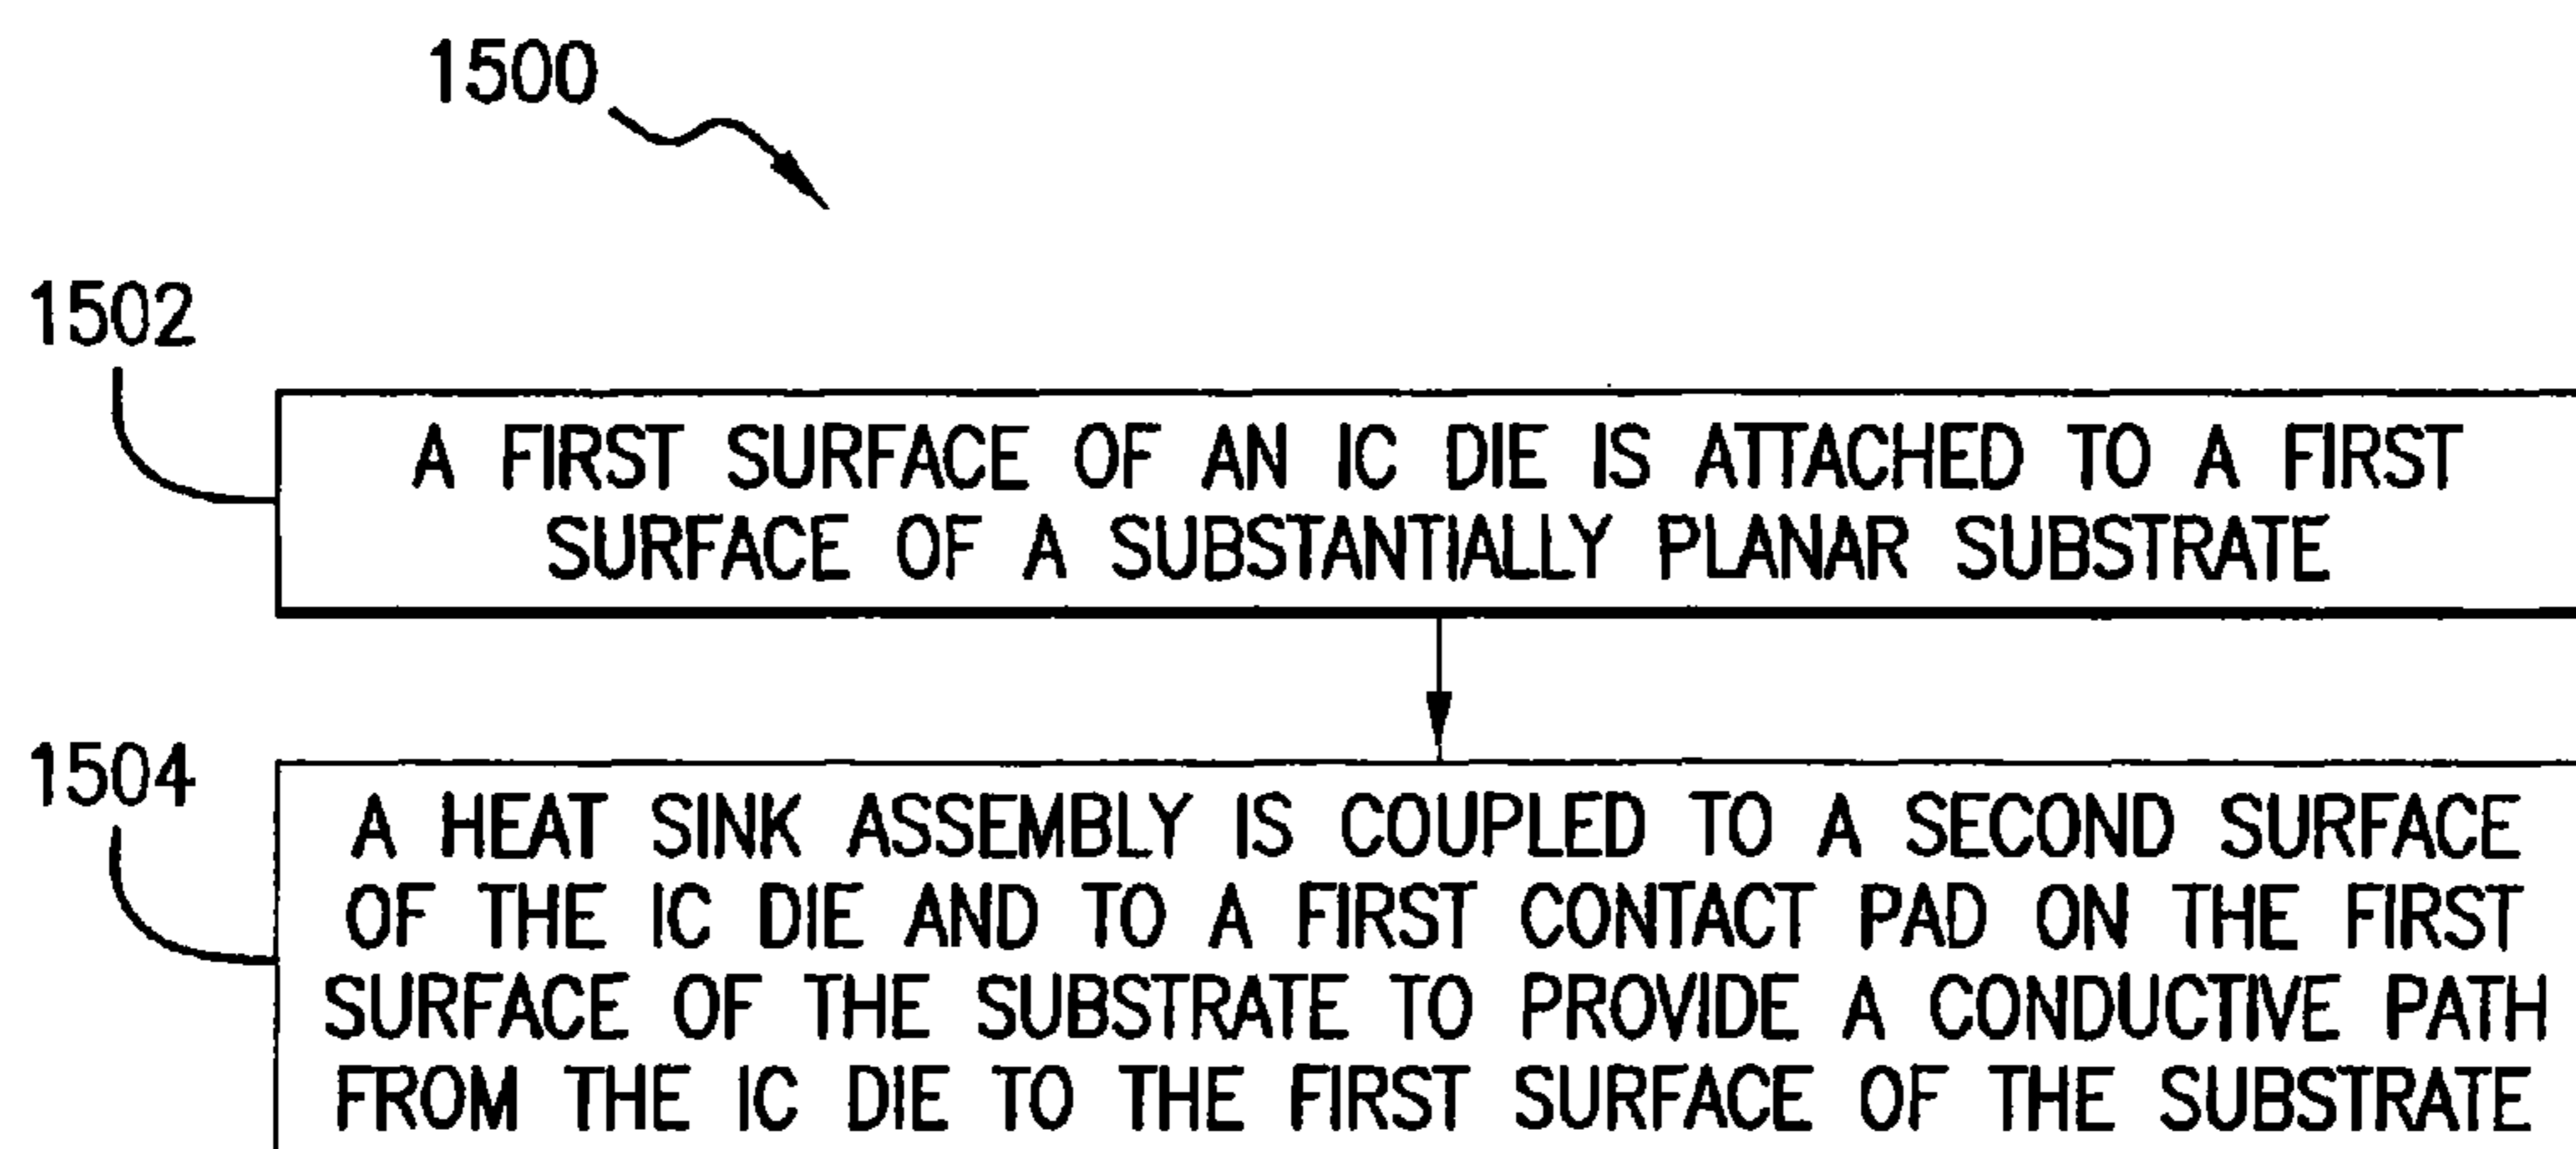 1500
1502
A FIRST SURFACE OF AN IC DIE IS ATTACHED TO A FIRST
SURFACE OF A SUBSTANTIALLY PLANAR SUBSTRATE
1504
A HEAT SINK ASSEMBLY IS COUPLED TO A SECOND SURFACE
OF THE IC DIE AND TO A FIRST CONTACT PAD ON THE FIRST
SURFACE OF THE SUBSTRATE TO PROVIDE A CONDUCTIVE PATH
FROM THE IC DIE TO THE FIRST SURFACE OF THE SUBSTRATE